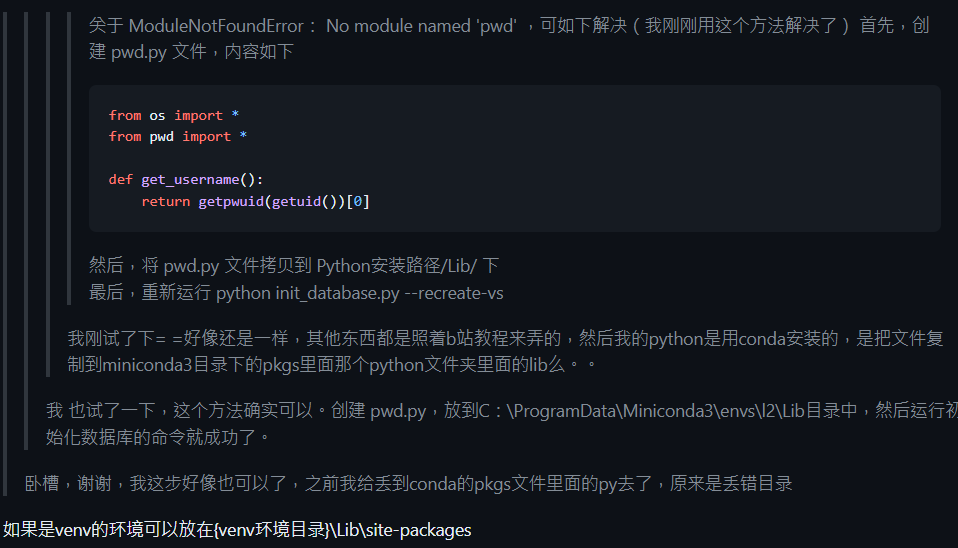 关于 ModuleNotFoundError： No module named 'pwd' ，可如下解决（我刚刚用这个方法解决了） 首先，创
建 pwd.py 文件，内容如下
from os import *
from pwd import *
def get_username():
    return getpwuid(getuid())[0]
然后，将 pwd.py 文件拷贝到 Python安装路径/Lib/ 下
最后，重新运行 python init_database.py --recreate-vs
我刚试了下= =好像还是一样，其他东西都是照着b站教程来弄的，然后我的python是用conda安装的，是把文件复
制到miniconda3目录下的pkgs里面那个python文件夹里面的lib么。。
我 也试了一下，这个方法确实可以。创建 pwd.py，放到C：\ProgramData\Miniconda3\envs\l2\Lib目录中，然后运行初
始化数据库的命令就成功了。
卧槽，谢谢，我这步好像也可以了，之前我给丢到conda的pkgs文件里面的py去了，原来是丢错目录
如果是venv的环境可以放在{venv环境目录}\Lib\site-packages